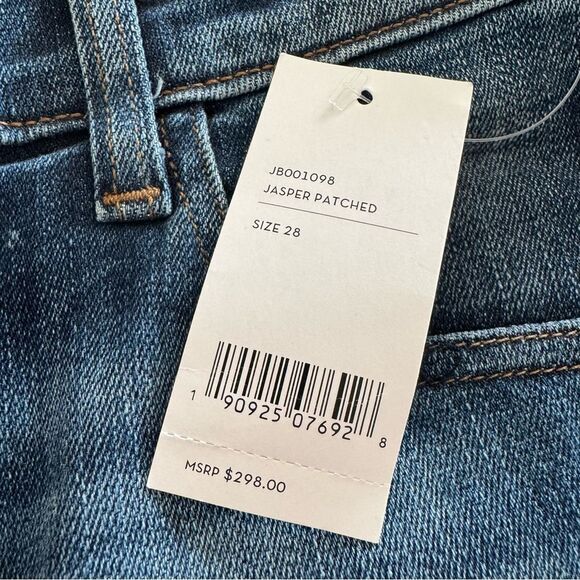 JB001098
JASPER PATCHED
SIZE 28
1 90925 07692 8
MSRP $298.00